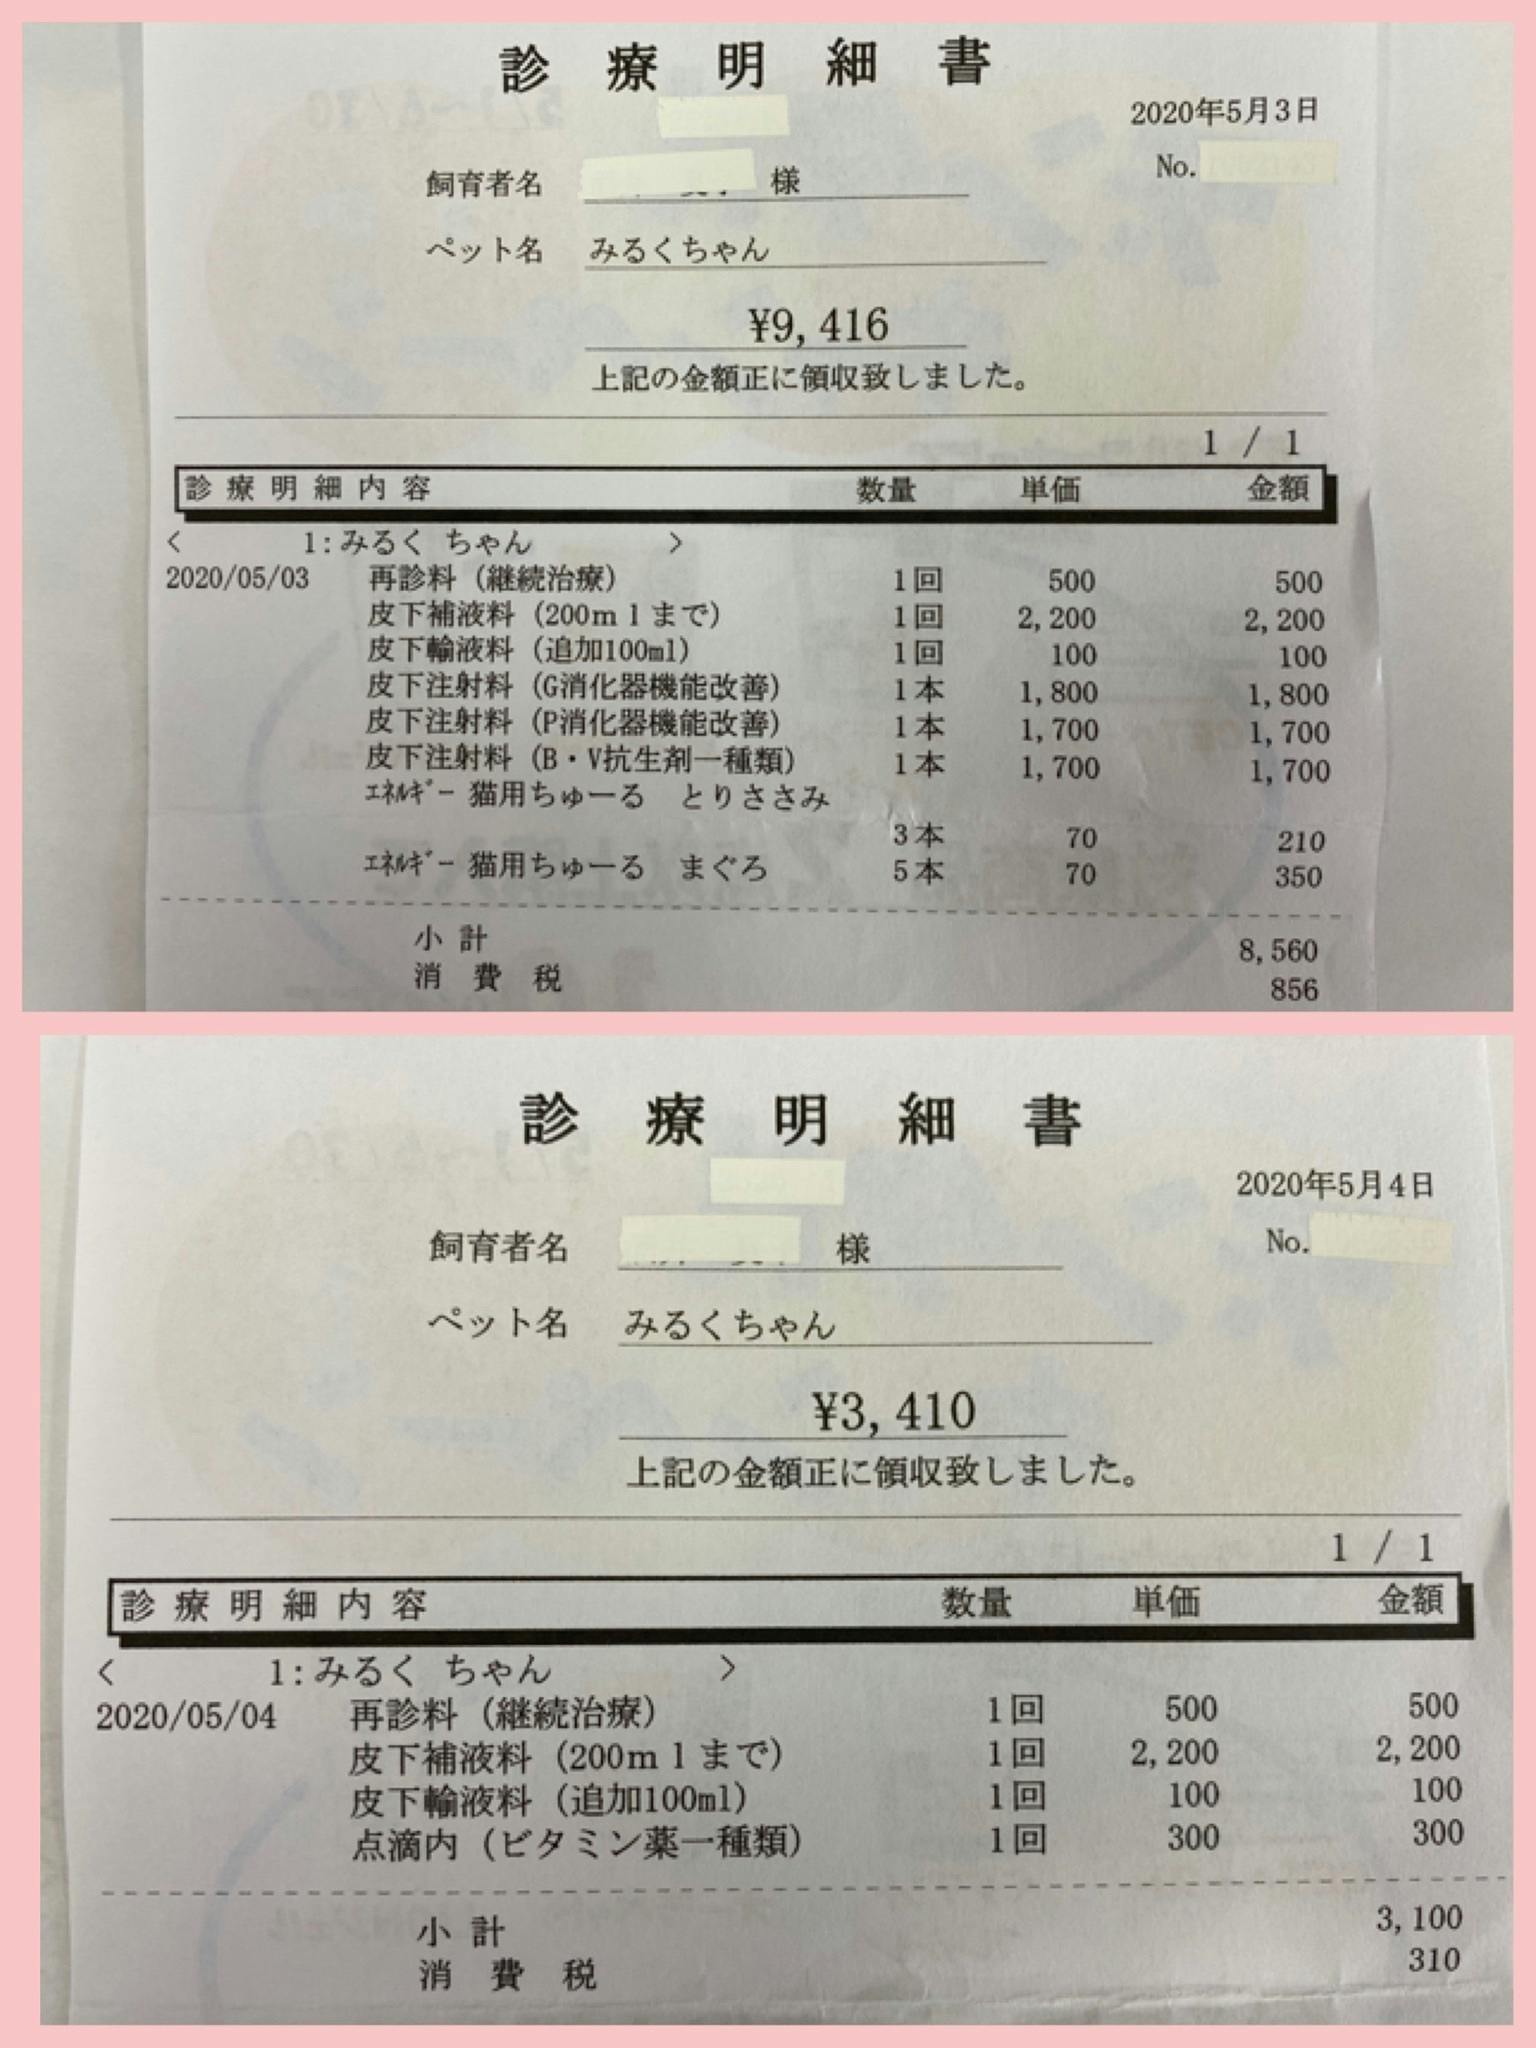 診療明細書
2020年5月3日
No.
飼育者名 様
ペット名 みるくちゃん
¥9,416
上記の金額正に領収致しました。
1 / 1
診療明細内容 数量 単価 金額
< 1:みるく ちゃん >
2020/05/03 再診料（継続治療） 1回 500 500
皮下補液料（200mlまで） 1回 2,200 2,200
皮下輸液料（追加100ml） 1回 100 100
皮下注射料（G消化器機能改善） 1本 1,800 1,800
皮下注射料（P消化器機能改善） 1本 1,700 1,700
皮下注射料（B・V抗生剤一種類） 1本 1,700 1,700
ｴﾈﾙｷﾞｰ 猫用ちゅーる とりささみ
3本 70 210
ｴﾈﾙｷﾞｰ 猫用ちゅーる まぐろ 5本 70 350
小計 8,560
消費税 856
診療明細書
2020年5月4日
No.
飼育者名 様
ペット名 みるくちゃん
¥3,410
上記の金額正に領収致しました。
1 / 1
診療明細内容 数量 単価 金額
< 1:みるく ちゃん >
2020/05/04 再診料（継続治療） 1回 500 500
皮下補液料（200mlまで） 1回 2,200 2,200
皮下輸液料（追加100ml） 1回 100 100
点滴内（ビタミン薬一種類） 1回 300 300
小計 3,100
消費税 310